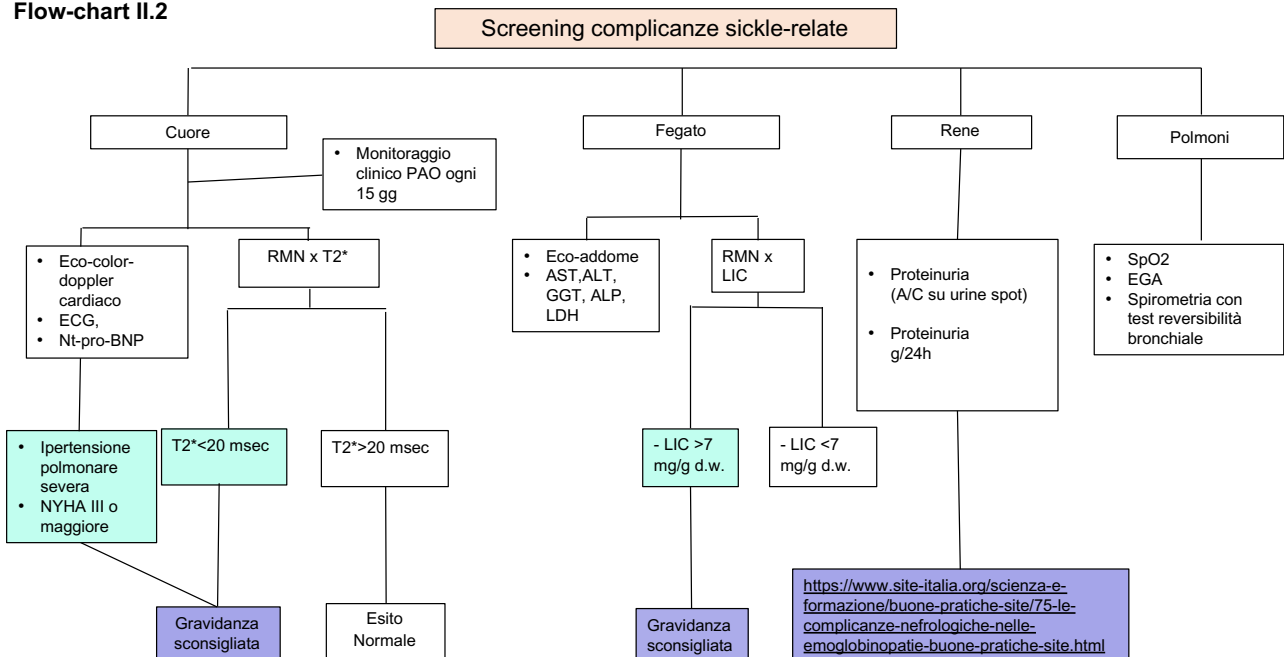 Flow-chart II.2
Screening complicanze sickle-relate
Cuore
Fegato
Rene
Polmoni
• Monitoraggio
clinico PAO ogni
15 gg
• Eco-color-
doppler
cardiaco
• ECG,
• Nt-pro-BNP
RMN x T2*
• Eco-addome
• AST,ALT,
GGT, ALP,
LDH
RMN x
LIC
• Proteinuria
(A/C su urine spot)
• Proteinuria
g/24h
• SpO2
• EGA
• Spirometria con
test reversibilità
bronchiale
• Ipertensione
polmonare
severa
• NYHA III o
maggiore
T2*<20 msec
T2*>20 msec
- LIC >7
mg/g d.w.
- LIC <7
mg/g d.w.
Gravidanza
sconsigliata
Esito
Normale
Gravidanza
sconsigliata
https://www.site-italia.org/scienza-e-
formazione/buone-pratiche-site/75-le-
complicanze-nefrologiche-nelle-
emoglobinopatie-buone-pratiche-site.html